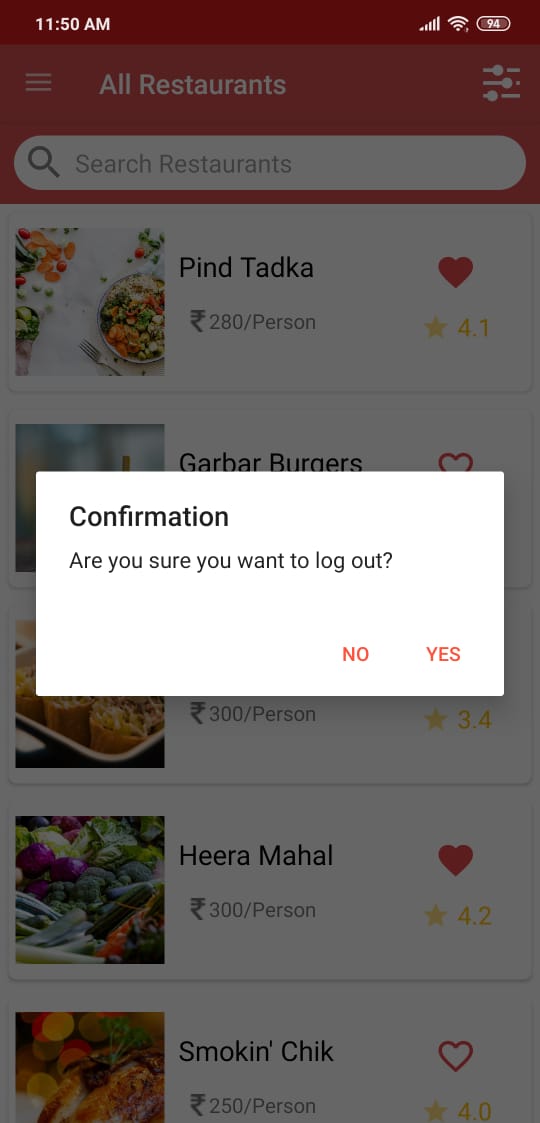 11:50 AM
94
All Restaurants
Search Restaurants
Pind Tadka
₹280/Person
4.1
Garbar Burgers
Confirmation
Are you sure you want to log out?
NO YES
₹300/Person
3.4
Heera Mahal
₹300/Person
4.2
Smokin' Chik
₹250/Person
4.0